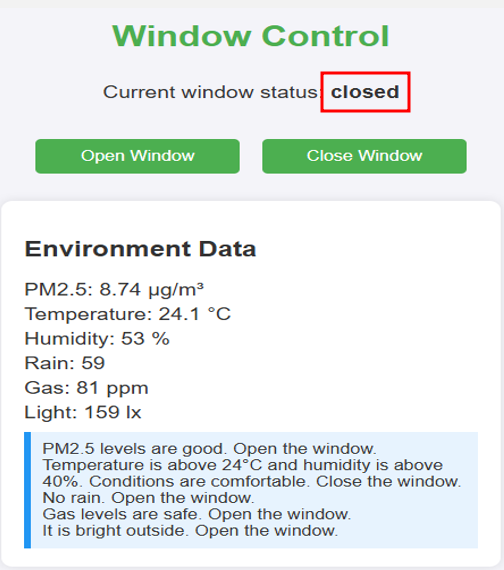 Window Control
Current window status: closed
Open Window
Close Window
Environment Data
PM2.5: 8.74 µg/m³
Temperature: 24.1 °C
Humidity: 53 %
Rain: 59
Gas: 81 ppm
Light: 159 lx
PM2.5 levels are good. Open the window.
Temperature is above 24°C and humidity is above
40%. Conditions are comfortable. Close the window.
No rain. Open the window.
Gas levels are safe. Open the window.
It is bright outside. Open the window.